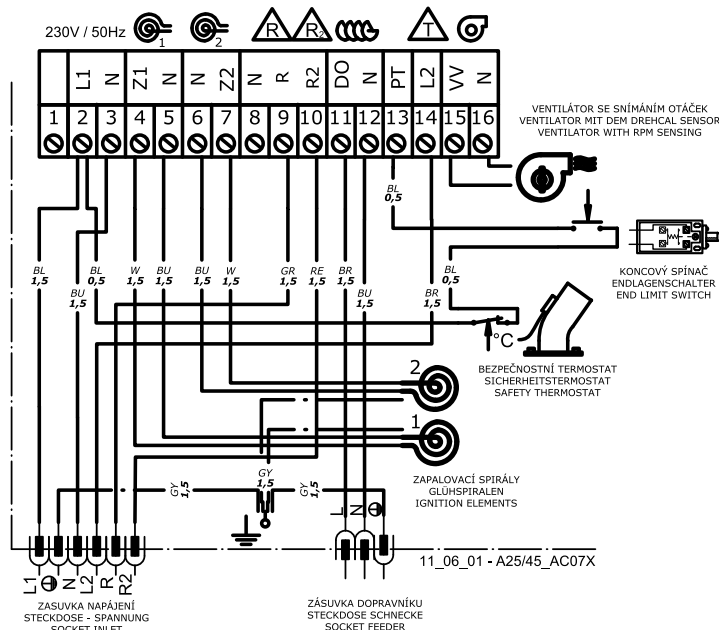 230V / 50Hz
1
2
R
R2
T
L1
N
Z1
N
N
Z2
N
R
R2
DO
N
PT
L2
VV
N
1
2
3
4
5
6
7
8
9
10
11
12
13
14
15
16
VENTILÁTOR SE SNÍMÁNÍM OTÁČEK
VENTILATOR MIT DEM DREHCAL SENSOR
VENTILATOR WITH RPM SENSING
BL
0,5
KONCOVÝ SPÍNAČ
ENDLAGENSCHALTER
END LIMIT SWITCH
BL
1,5
BU
1,5
BL
0,5
W
1,5
BU
1,5
BU
1,5
W
1,5
GR
1,5
RE
1,5
BR
1,5
BU
1,5
BR
1,5
BL
0,5
°C
BEZPEČNOSTNÍ TERMOSTAT
SICHERHEITSTERMOSTAT
SAFETY THERMOSTAT
2
1
ZAPALOVACÍ SPIRÁLY
GLÜHSPIRALEN
IGNITION ELEMENTS
GY
1,5
GY
1,5
GY
1,5
L
N
11_06_01 - A25/45_AC07X
L1
N
L2
R
R2
ZASUVKA NAPÁJENÍ
STECKDOSE - SPANNUNG
SOCKET INLET
ZÁSUVKA DOPRAVNÍKU
STECKDOSE SCHNECKE
SOCKET FEEDER